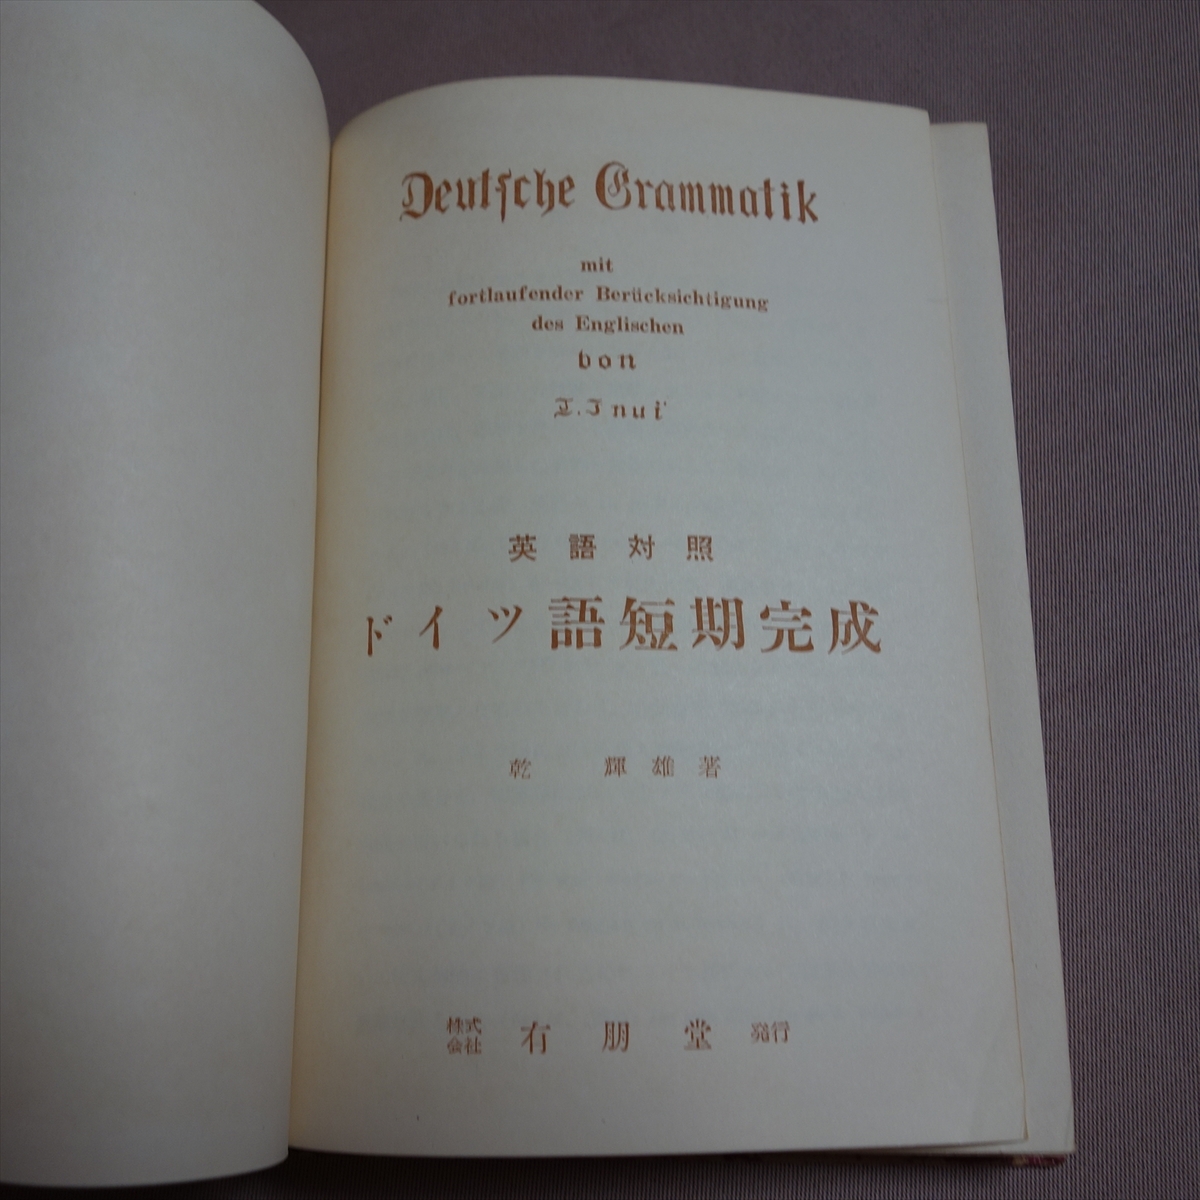 Deutsche Grammatik
mit
fortlaufender Berücksichtigung
des Englischen
von
T. Inui
英語対照
ドイツ語短期完成
乾 輝雄著
株式会社 有朋堂 発行